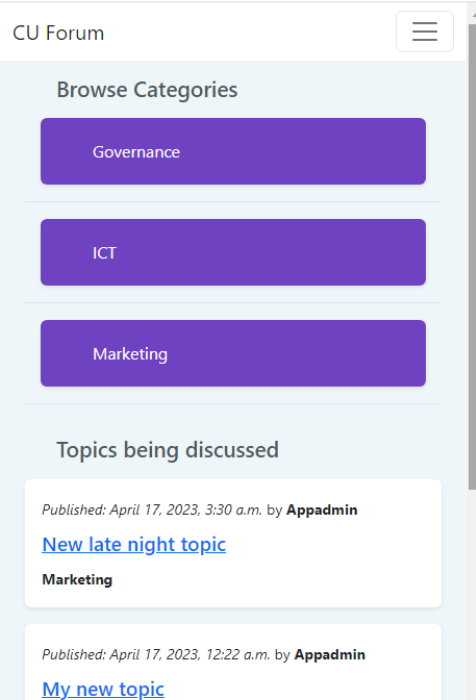 CU Forum
Browse Categories
Governance
ICT
Marketing
Topics being discussed
Published: April 17, 2023, 3:30 a.m. by Appadmin
New late night topic
Marketing
Published: April 17, 2023, 12:22 a.m. by Appadmin
My new topic